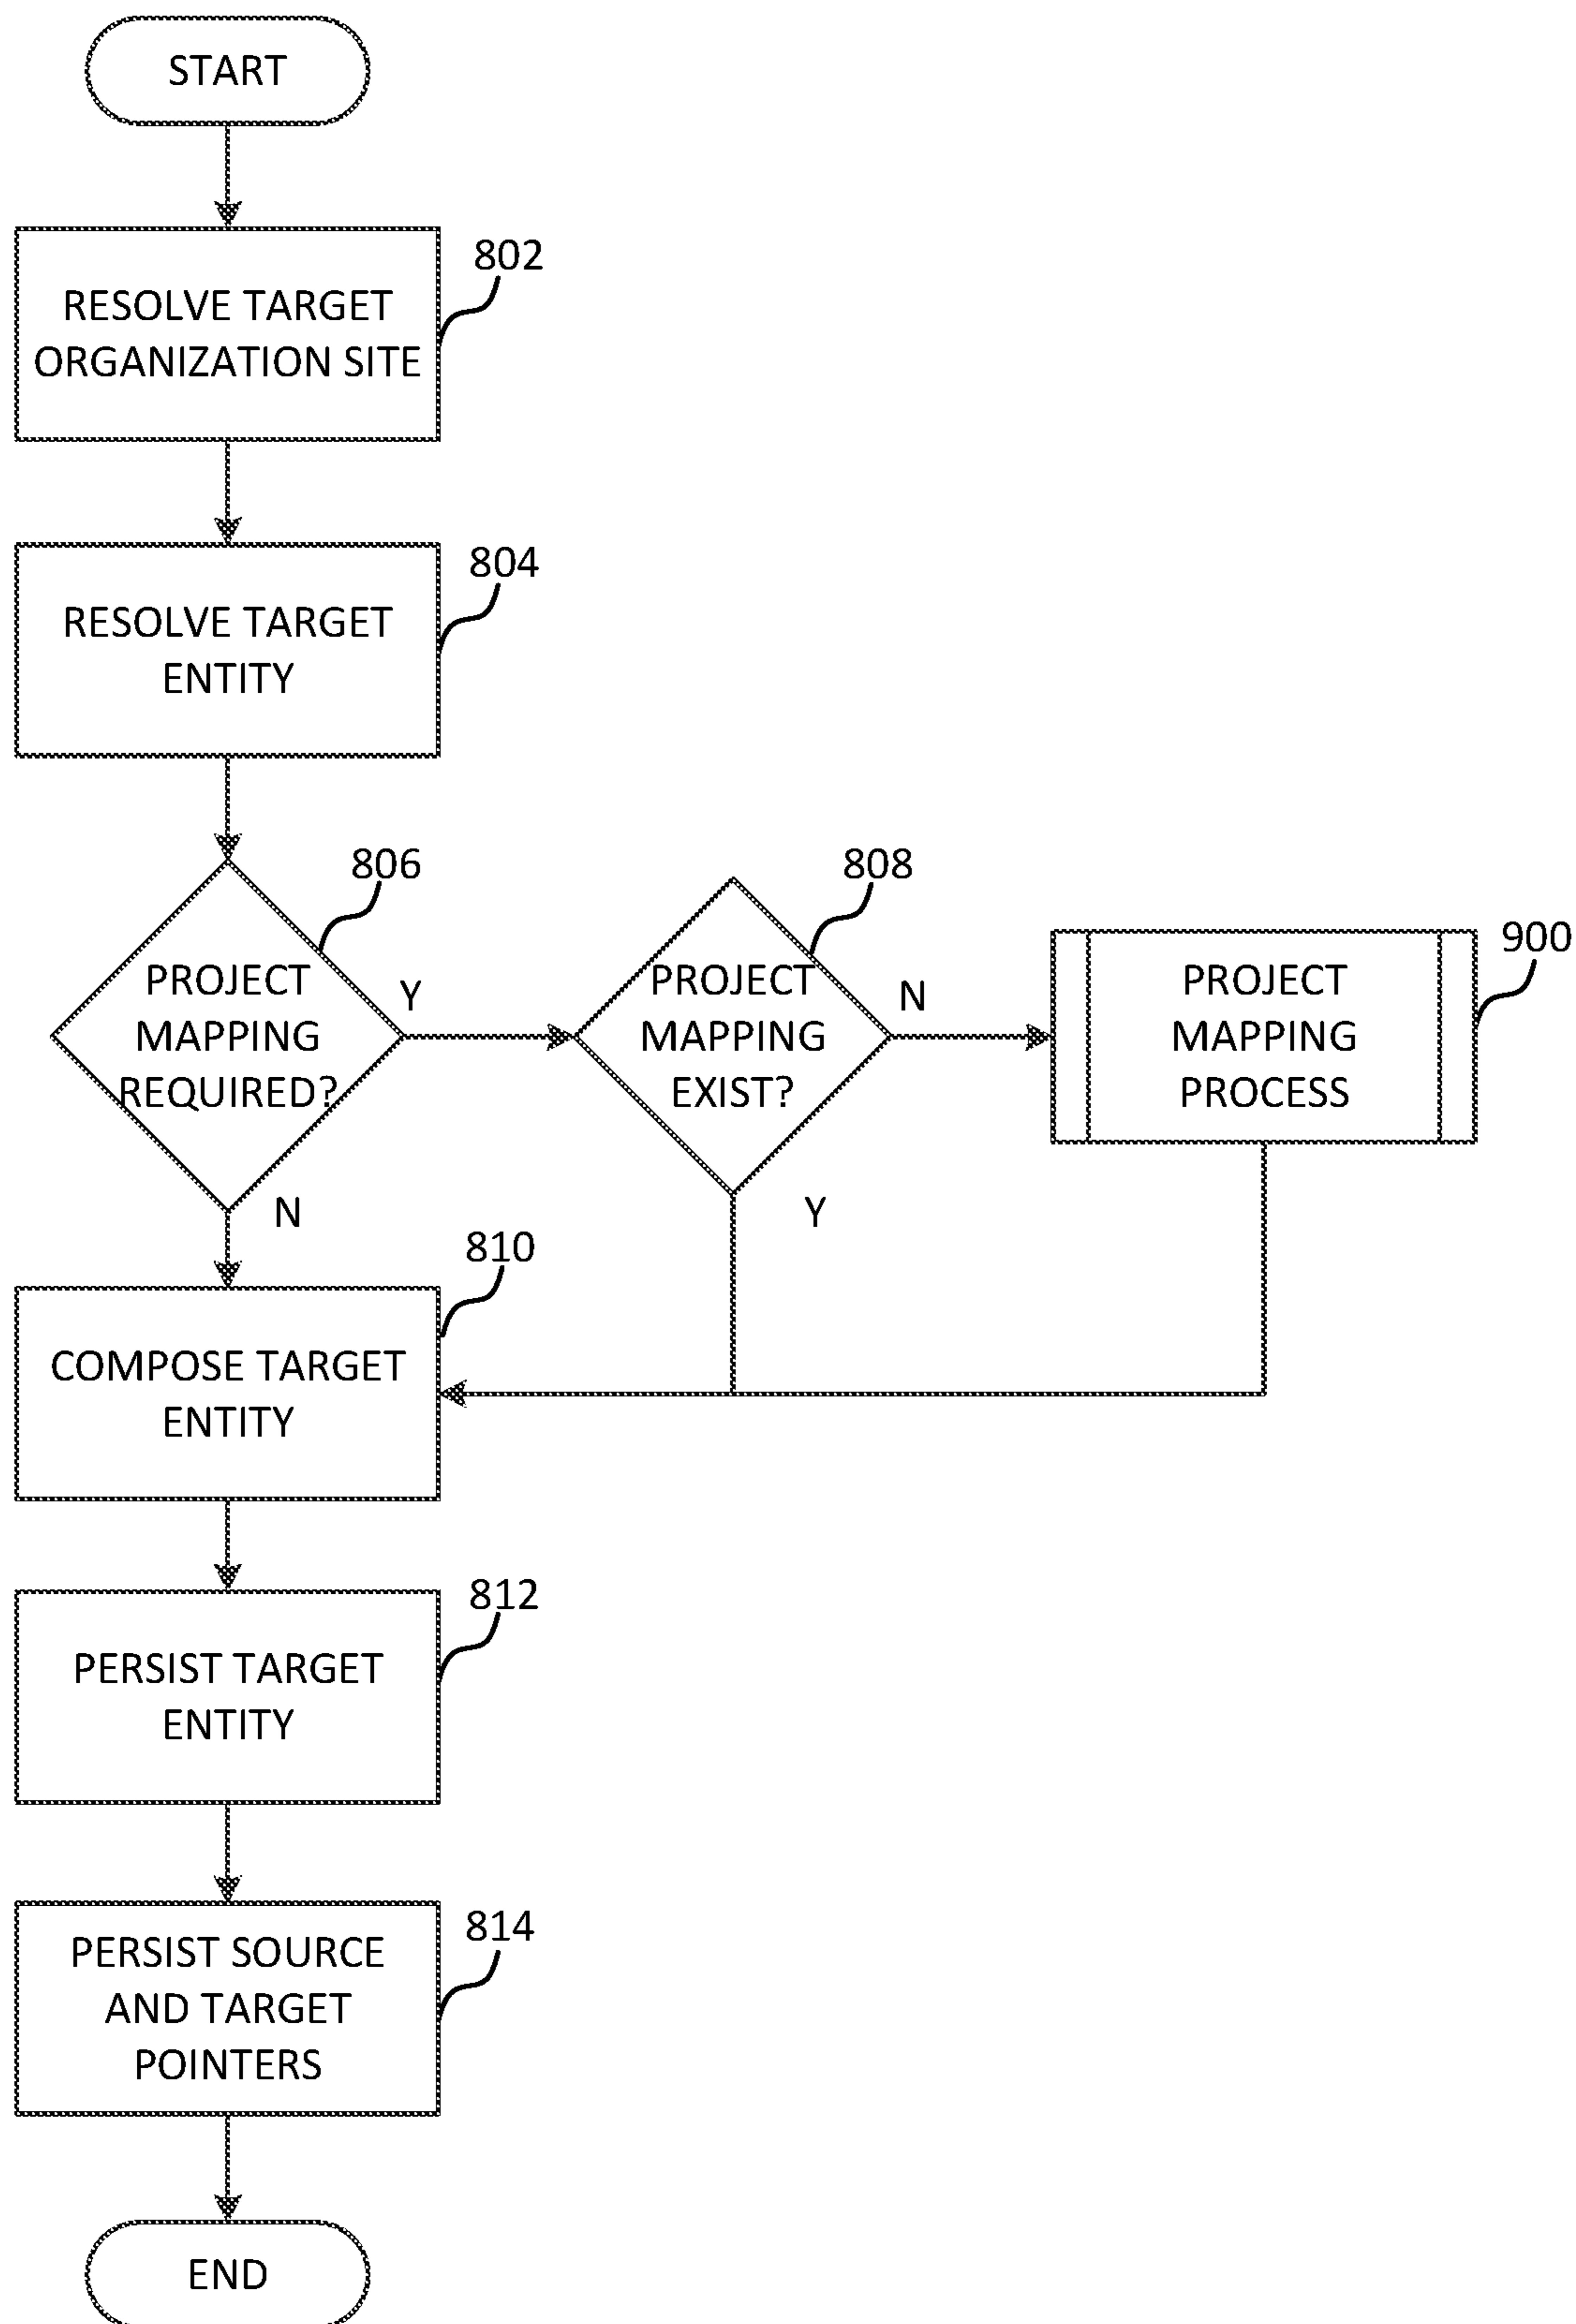 START
802
RESOLVE TARGET
ORGANIZATION SITE
804
RESOLVE TARGET
ENTITY
806
PROJECT
MAPPING
REQUIRED?
Y
N
808
PROJECT
MAPPING
EXIST?
N
Y
900
PROJECT
MAPPING
PROCESS
810
COMPOSE TARGET
ENTITY
812
PERSIST TARGET
ENTITY
814
PERSIST SOURCE
AND TARGET
POINTERS
END